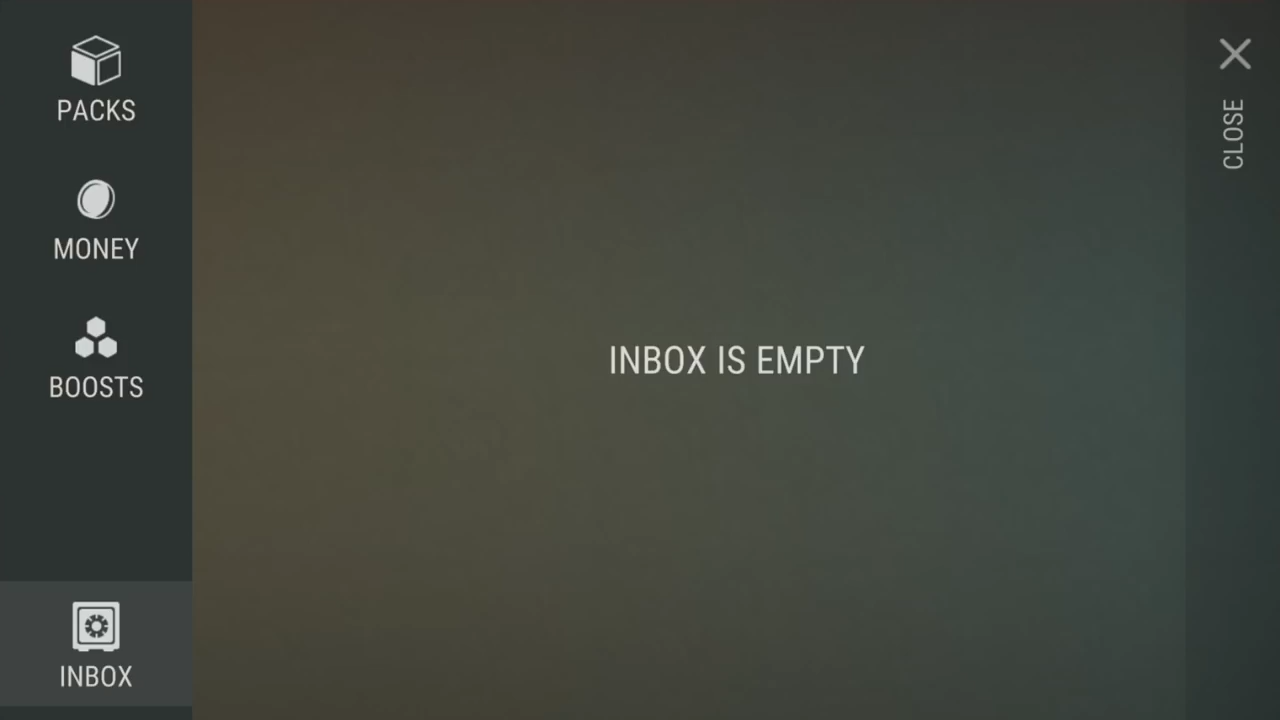 PACKS
MONEY
BOOSTS
INBOX
INBOX IS EMPTY
CLOSE